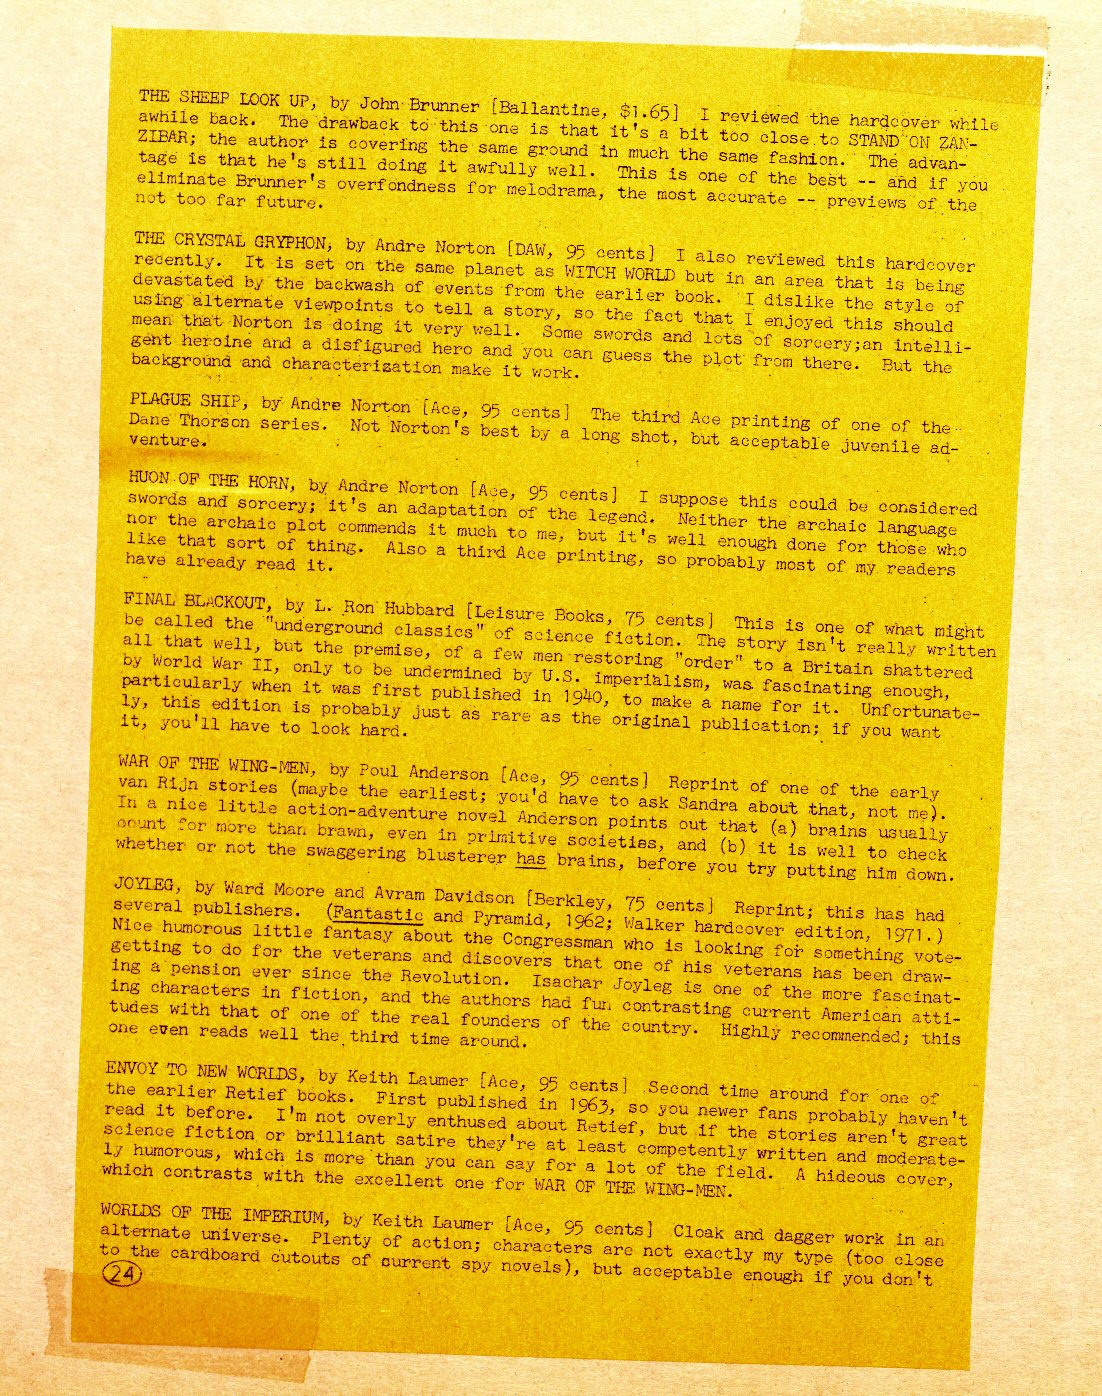 THE SHEEP LOOK UP, by John Brunner [Ballantine, $1.65] I reviewed the hardcover while
awhile back. The drawback to this one is that it's a bit too close to STAND ON ZAN-
ZIBAR; the author is covering the same ground in much the same fashion. The advan-
tage is that he's still doing it awfully well. This is one of the best -- and if you
eliminate Brunner's overfondness for melodrama, the most accurate -- previews of the
not too far future.
THE CRYSTAL GRYPHON, by Andre Norton [DAW, 95 cents] I also reviewed this hardcover
recently. It is set on the same planet as WITCH WORLD but in an area that is being
devastated by the backwash of events from the earlier book. I dislike the style of
using alternate viewpoints to tell a story, so the fact that I enjoyed this should
mean that Norton is doing it very well. Some swords and lots of sorcery;an intelli-
gent heroine and a disfigured hero and you can guess the plot from there. But the
background and characterization make it work.
PLAGUE SHIP, by Andre Norton [Ace, 95 cents] The third Ace printing of one of the
Dane Thorson series. Not Norton's best by a long shot, but acceptable juvenile ad-
venture.
HUON OF THE HORN, by Andre Norton [Ace, 95 cents] I suppose this could be considered
swords and sorcery; it's an adaptation of the legend. Neither the archaic language
nor the archaic plot commends it much to me, but it's well enough done for those who
like that sort of thing. Also a third Ace printing, so probably most of my readers
have already read it.
FINAL BLACKOUT, by L. Ron Hubbard [Leisure Books, 75 cents] This is one of what might
be called the "underground classics" of science fiction. The story isn't really written
all that well, but the premise, of a few men restoring "order" to a Britain shattered
by World War II, only to be undermined by U.S. imperialism, was fascinating enough,
particularly when it was first published in 1940, to make a name for it. Unfortunate-
ly, this edition is probably just as rare as the original publication; if you want
it, you'll have to look hard.
WAR OF THE WING-MEN, by Poul Anderson [Ace, 95 cents] Reprint of one of the early
van Rijn stories (maybe the earliest; you'd have to ask Sandra about that, not me).
In a nice little action-adventure novel Anderson points out that (a) brains usually
count for more than brawn, even in primitive societies, and (b) it is well to check
whether or not the swaggering blusterer has brains, before you try putting him down.
JOYLEG, by Ward Moore and Avram Davidson [Berkley, 75 cents] Reprint; this has had
several publishers. (Fantastic and Pyramid, 1962; Walker hardcover edition, 1971.)
Nice humorous little fantasy about the Congressman who is looking for something vote-
getting to do for the veterans and discovers that one of his veterans has been draw-
ing a pension ever since the Revolution. Isachar Joyleg is one of the more fascinat-
ing characters in fiction, and the authors had fun contrasting current American atti-
tudes with that of one of the real founders of the country. Highly recommended; this
one even reads well the third time around.
ENVOY TO NEW WORLDS, by Keith Laumer [Ace, 95 cents] Second time around for one of
the earlier Retief books. First published in 1963, so you newer fans probably haven't
read it before. I'm not overly enthused about Retief, but if the stories aren't great
science fiction or brilliant satire they're at least competently written and moderate-
ly humorous, which is more than you can say for a lot of the field. A hideous cover,
which contrasts with the excellent one for WAR OF THE WING-MEN.
WORLDS OF THE IMPERIUM, by Keith Laumer [Ace, 95 cents] Cloak and dagger work in an
alternate universe. Plenty of action; characters are not exactly my type (too close
to the cardboard cutouts of current spy novels), but acceptable enough if you don't
24